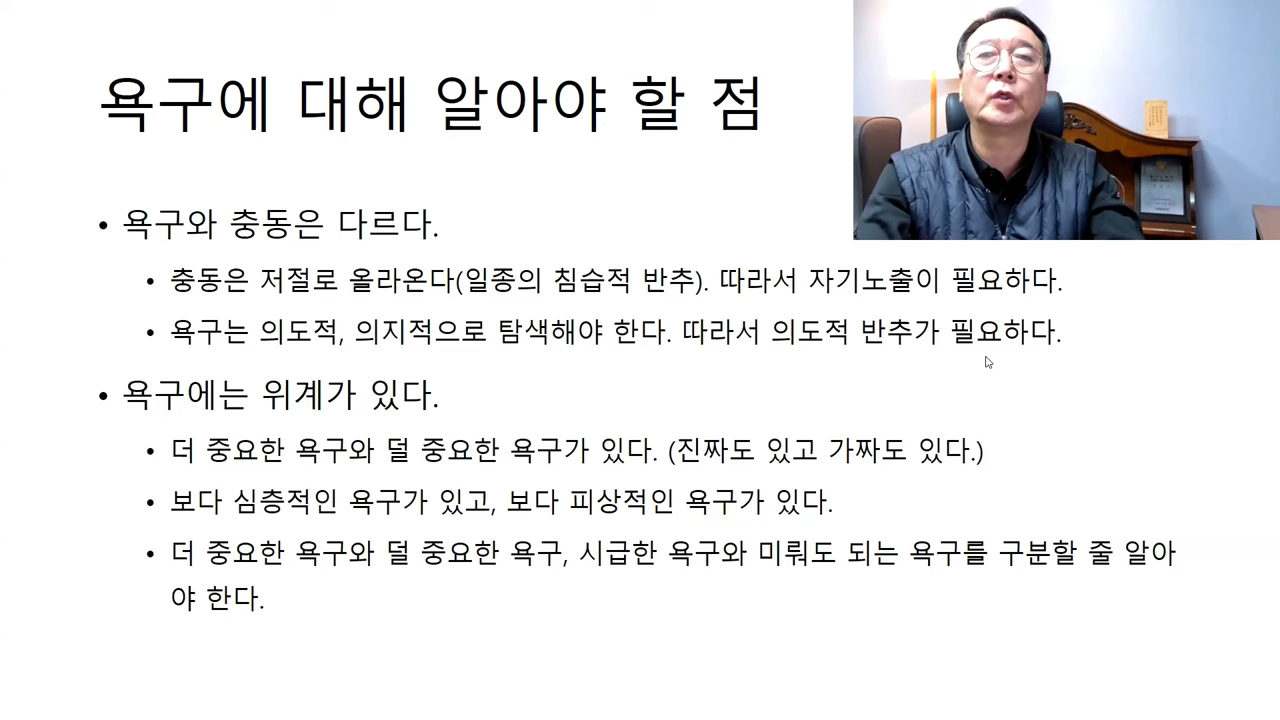 욕구에 대해 알아야 할 점
• 욕구와 충동은 다르다.
• 충동은 저절로 올라온다(일종의 침습적 반추). 따라서 자기노출이 필요하다.
• 욕구는 의도적, 의지적으로 탐색해야 한다. 따라서 의도적 반추가 필요하다.
• 욕구에는 위계가 있다.
• 더 중요한 욕구와 덜 중요한 욕구가 있다. (진짜도 있고 가짜도 있다.)
• 보다 심층적인 욕구가 있고, 보다 피상적인 욕구가 있다.
• 더 중요한 욕구와 덜 중요한 욕구, 시급한 욕구와 미뤄도 되는 욕구를 구분할 줄 알아
야 한다.